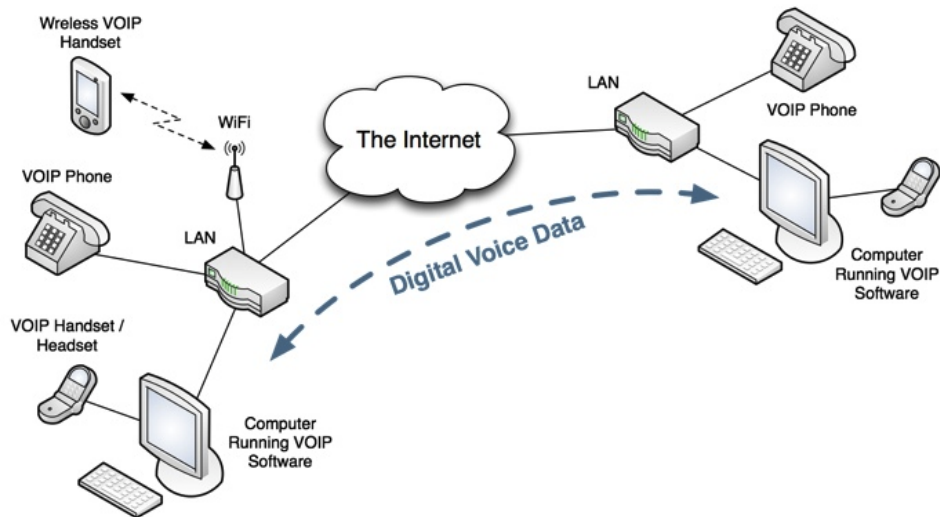 Wireless VOIP
Handset
WiFi
VOIP Phone
LAN
VOIP Handset /
Headset
Computer
Running VOIP
Software
The Internet
Digital Voice Data
LAN
VOIP Phone
Computer
Running VOIP
Software